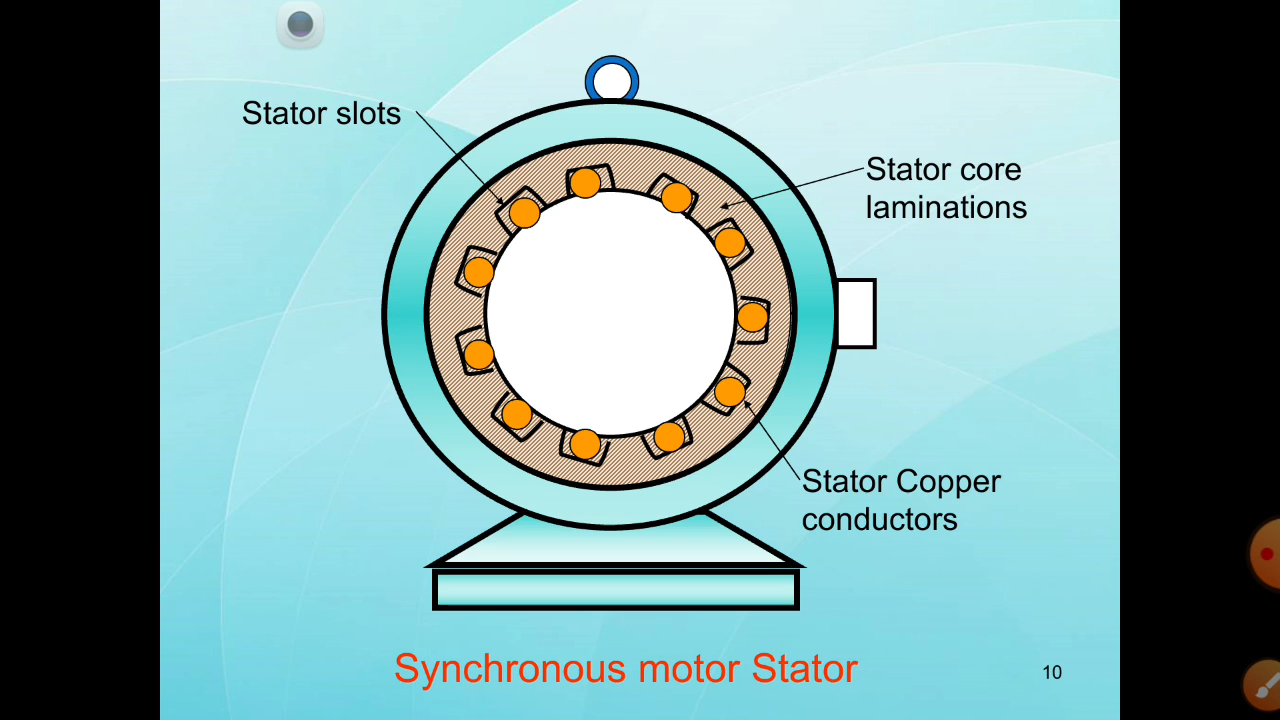 Stator slots
Stator core
laminations
Stator Copper
conductors
Synchronous motor Stator
10